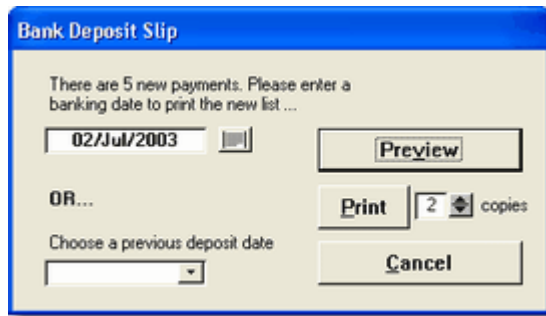 Bank Deposit Slip
There are 5 new payments. Please enter a
banking date to print the new list ...
02/Jul/2003
Preview
OR...
Print 2 copies
Choose a previous deposit date
Cancel